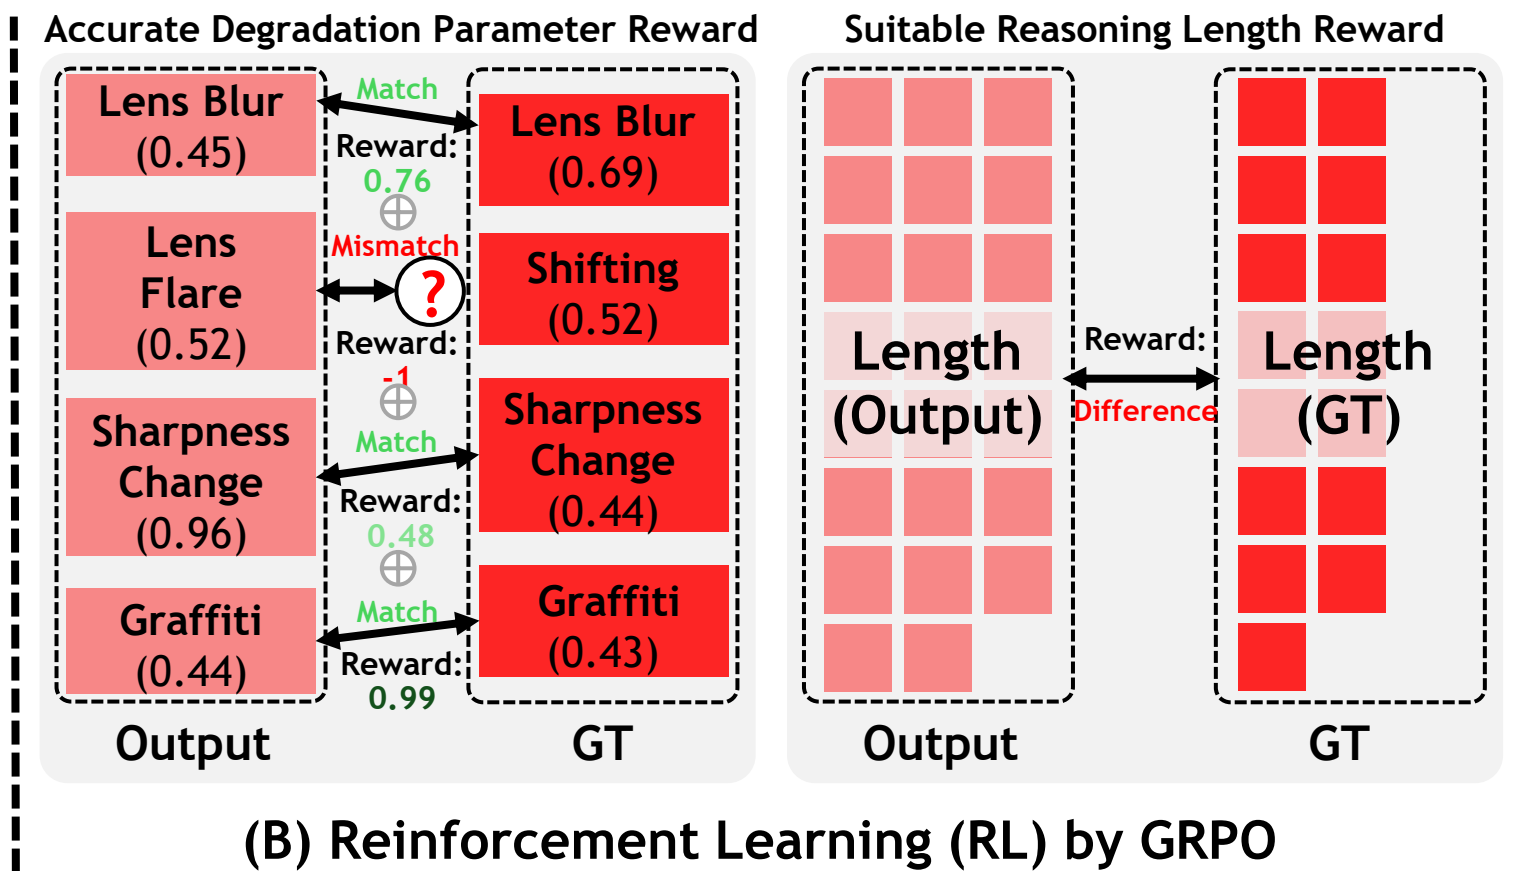 Accurate Degradation Parameter Reward
Lens Blur
(0.45)
Lens
Flare
(0.52)
Sharpness
Change
(0.96)
Graffiti
(0.44)
Output
Match
Reward:
0.76
Mismatch
?
Reward:
-1
Match
Reward:
0.48
Match
Reward:
0.99
Lens Blur
(0.69)
Shifting
(0.52)
Sharpness
Change
(0.44)
Graffiti
(0.43)
GT
Suitable Reasoning Length Reward
Length
(Output)
Output
Reward:
Difference
Length
(GT)
GT
(B) Reinforcement Learning (RL) by GRPO